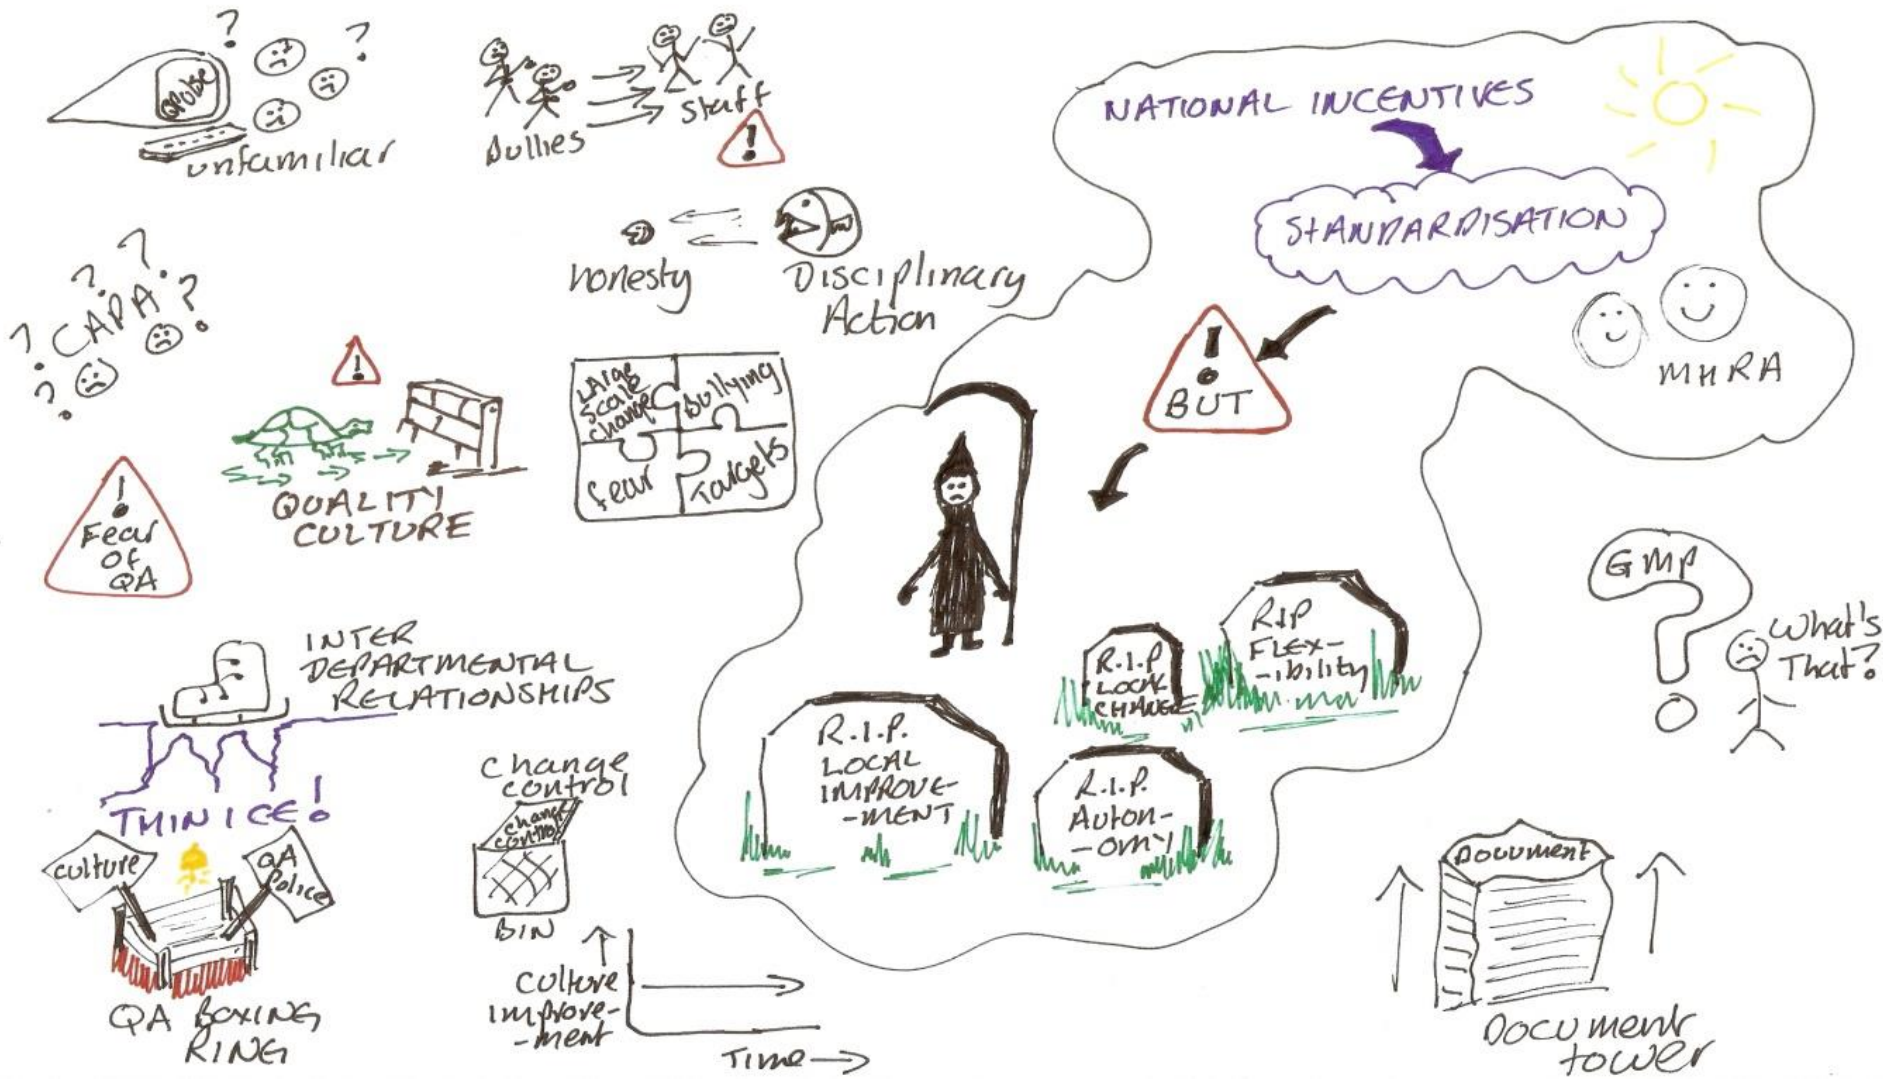 ?
?
QPulse
unfamiliar
Bullies
Staff
!
honesty
Disciplinary
Action
? ? ?
? CAPA ?
?
!
QUALITY
CULTURE
Large
Scale
Change
Bullying
fear
Targets
!
Fear
OF
QA
INTER
DEPARTMENTAL
RELATIONSHIPS
THIN ICE!
culture
QA
Police
QA BOXING
RING
Change
control
Change
control
BIN
Culture
improve-
-ment
Time
NATIONAL INCENTIVES
STANDARDISATION
MHRA
!
BUT
R.I.P
LOCAL
CHANGE
R.I.P
FLEX-
-ibility
R.I.P.
LOCAL
IMPROVE-
-MENT
R.I.P.
Auton-
-omy
GMP
?
What's
That?
DOCUMENT
DOCUMENT
tower